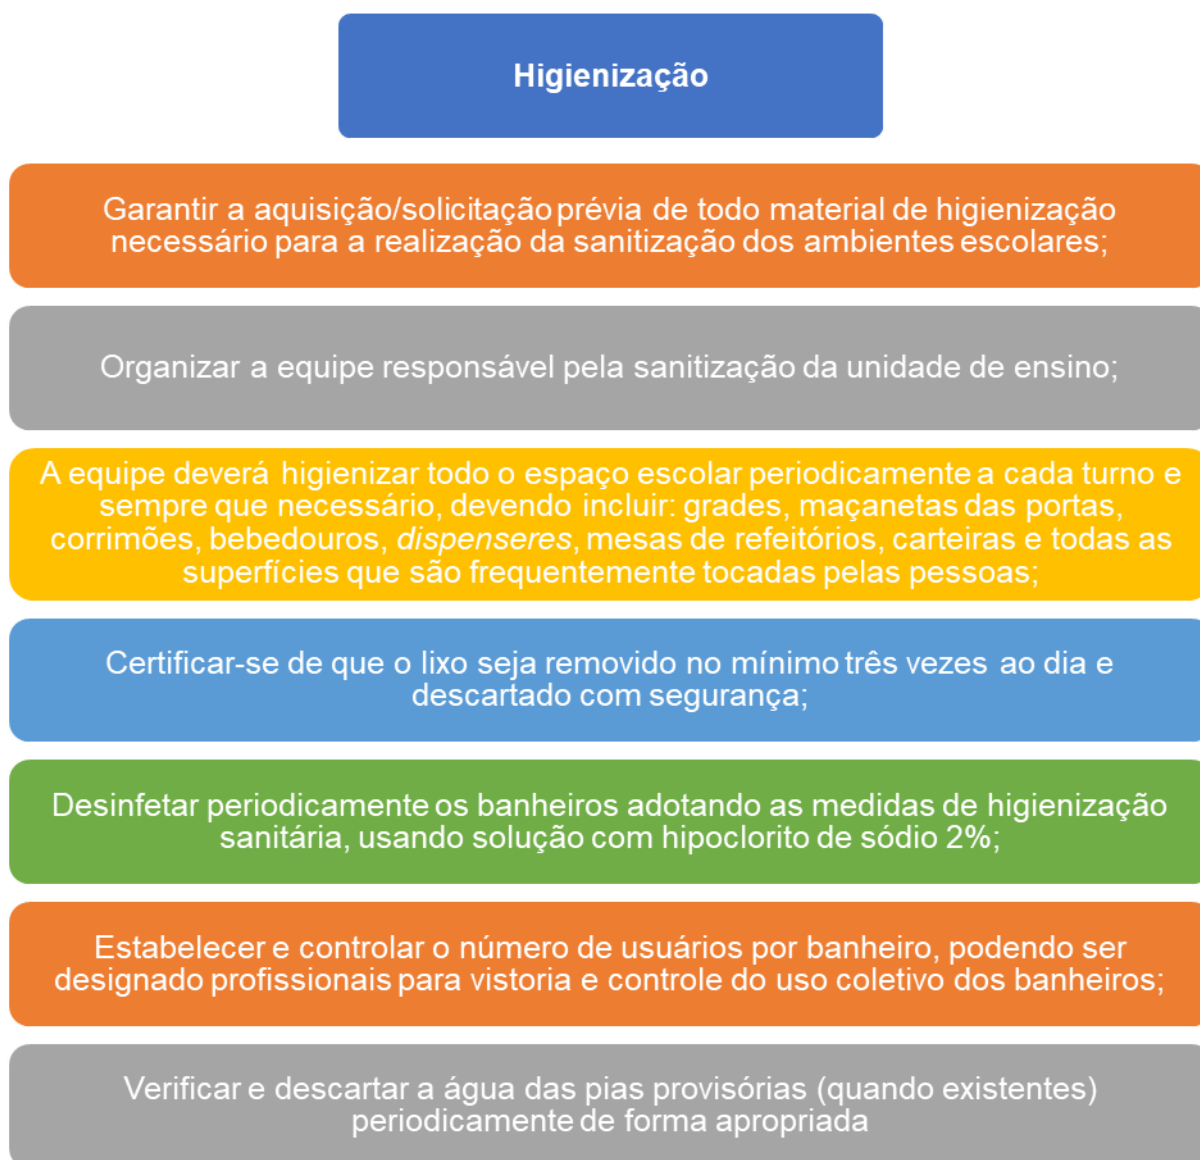 Higienização
Garantir a aquisição/solicitação prévia de todo material de higienização
necessário para a realização da sanitização dos ambientes escolares;
Organizar a equipe responsável pela sanitização da unidade de ensino;
A equipe deverá higienizar todo o espaço escolar periodicamente a cada turno e
sempre que necessário, devendo incluir: grades, maçanetas das portas,
corrimões, bebedouros, dispenseres, mesas de refeitórios, carteiras e todas as
superfícies que são frequentemente tocadas pelas pessoas;
Certificar-se de que o lixo seja removido no mínimo três vezes ao dia e
descartado com segurança;
Desinfetar periodicamente os banheiros adotando as medidas de higienização
sanitária, usando solução com hipoclorito de sódio 2%;
Estabelecer e controlar o número de usuários por banheiro, podendo ser
designado profissionais para vistoria e controle do uso coletivo dos banheiros;
Verificar e descartar a água das pias provisórias (quando existentes)
periodicamente de forma apropriada